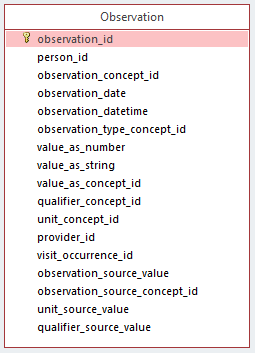 Observation
observation_id
person_id
observation_concept_id
observation_date
observation_datetime
observation_type_concept_id
value_as_number
value_as_string
value_as_concept_id
qualifier_concept_id
unit_concept_id
provider_id
visit_occurrence_id
observation_source_value
observation_source_concept_id
unit_source_value
qualifier_source_value